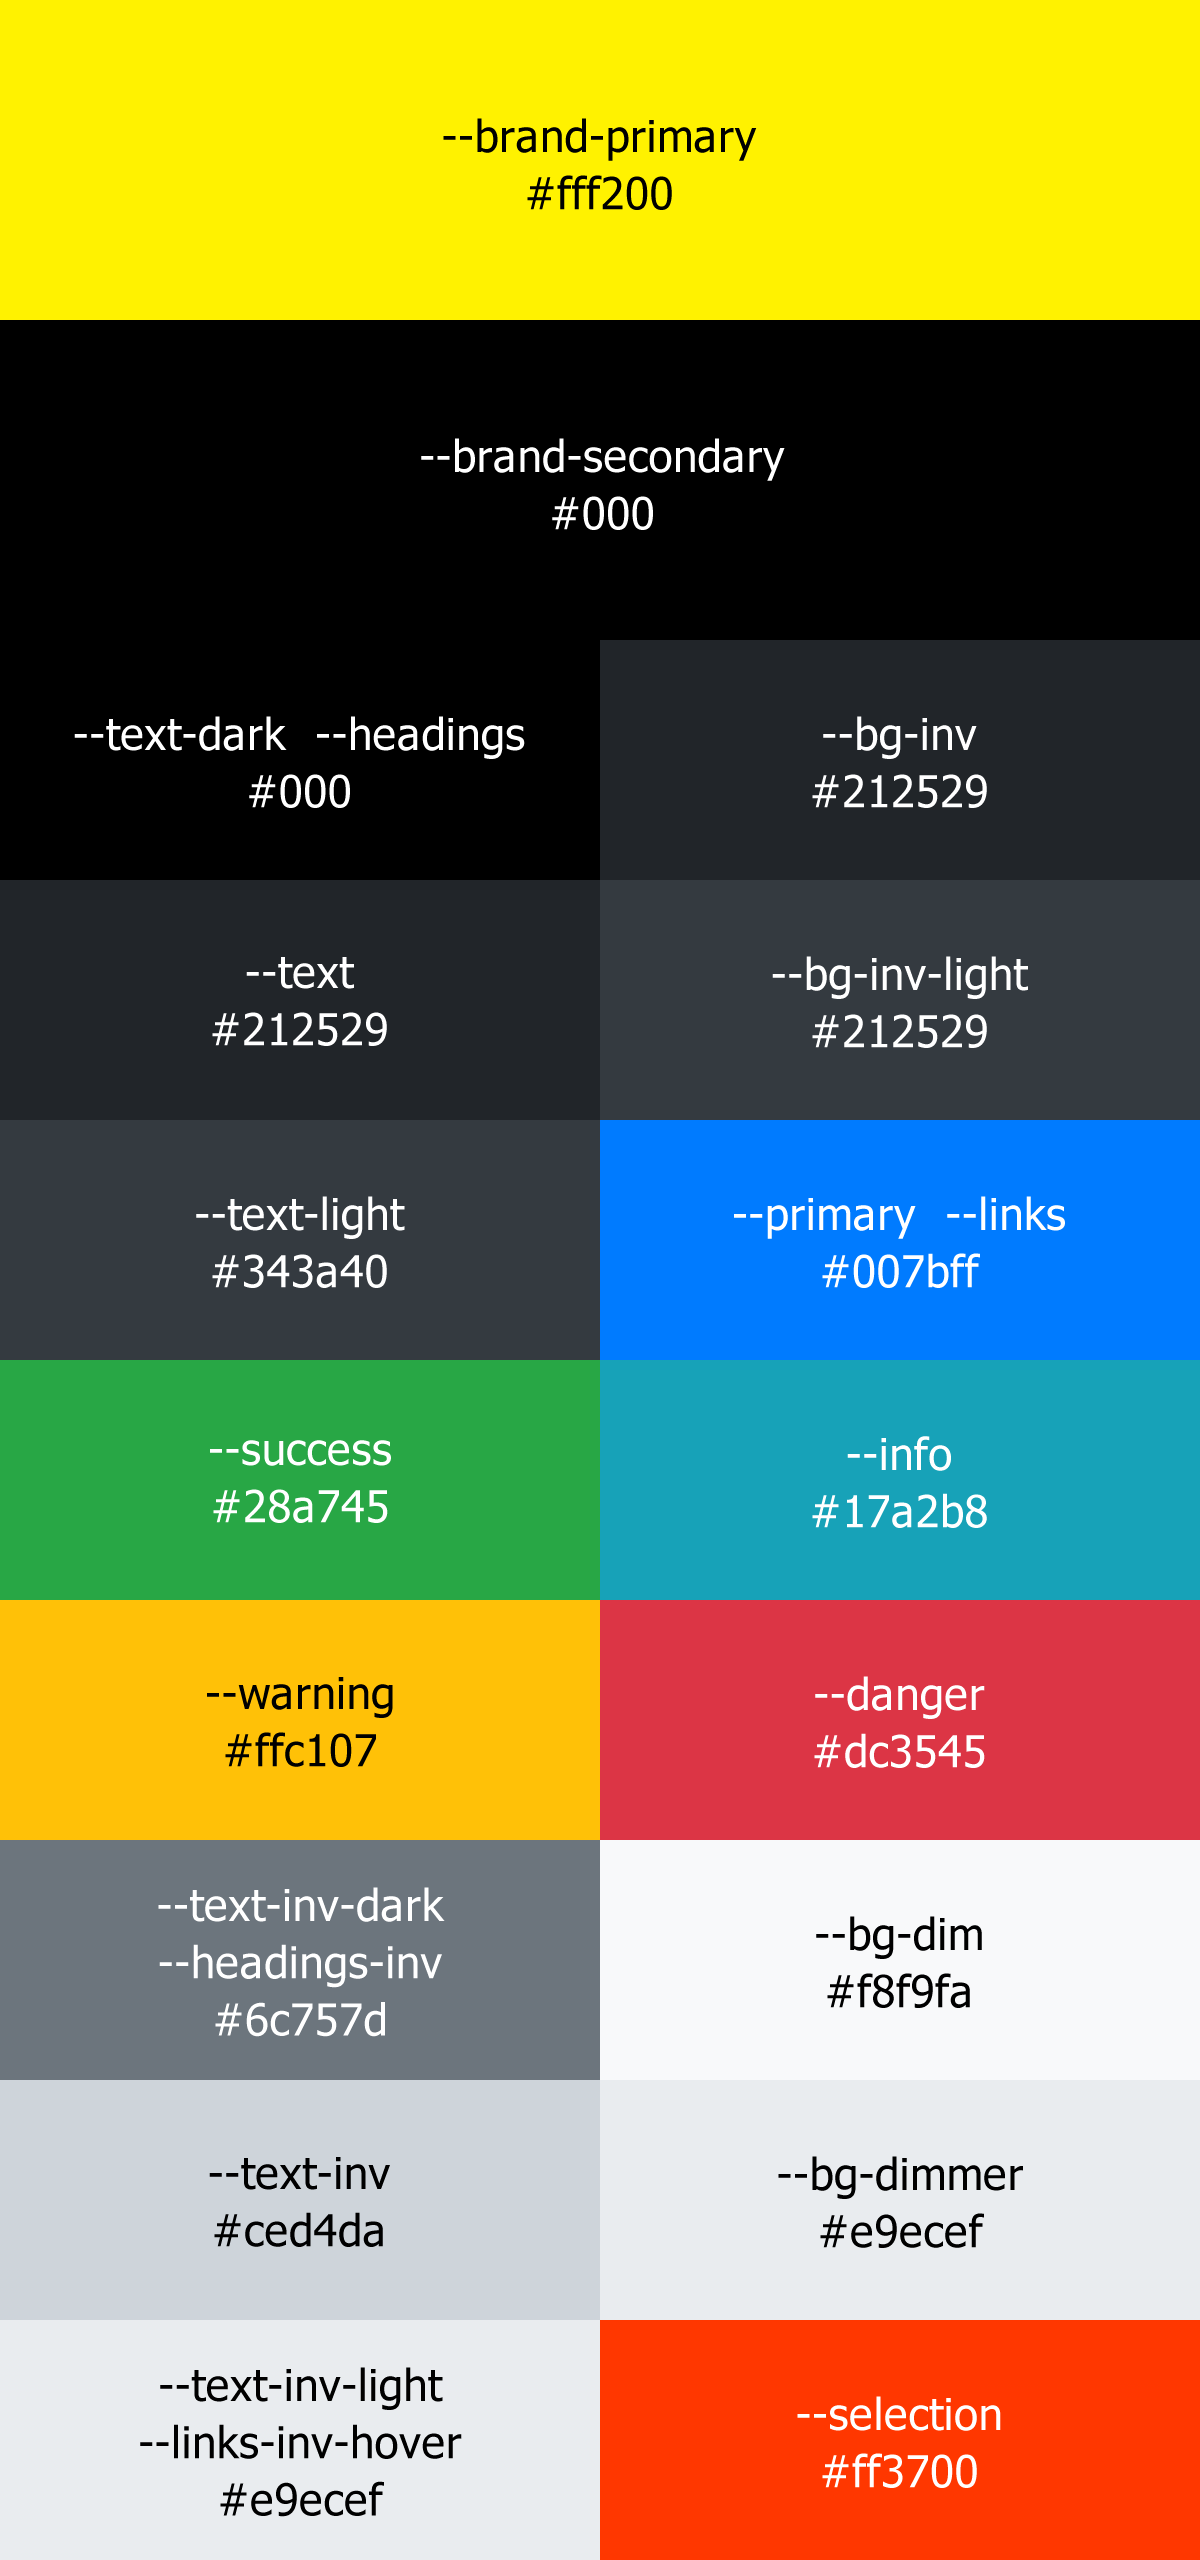 --brand-primary
#fff200
--brand-secondary
#000
--text-dark  --headings
#000
--bg-inv
#212529
--text
#212529
--bg-inv-light
#212529
--text-light
#343a40
--primary  --links
#007bff
--success
#28a745
--info
#17a2b8
--warning
#ffc107
--danger
#dc3545
--text-inv-dark
--headings-inv
#6c757d
--bg-dim
#f8f9fa
--text-inv
#ced4da
--bg-dimmer
#e9ecef
--text-inv-light
--links-inv-hover
#e9ecef
--selection
#ff3700